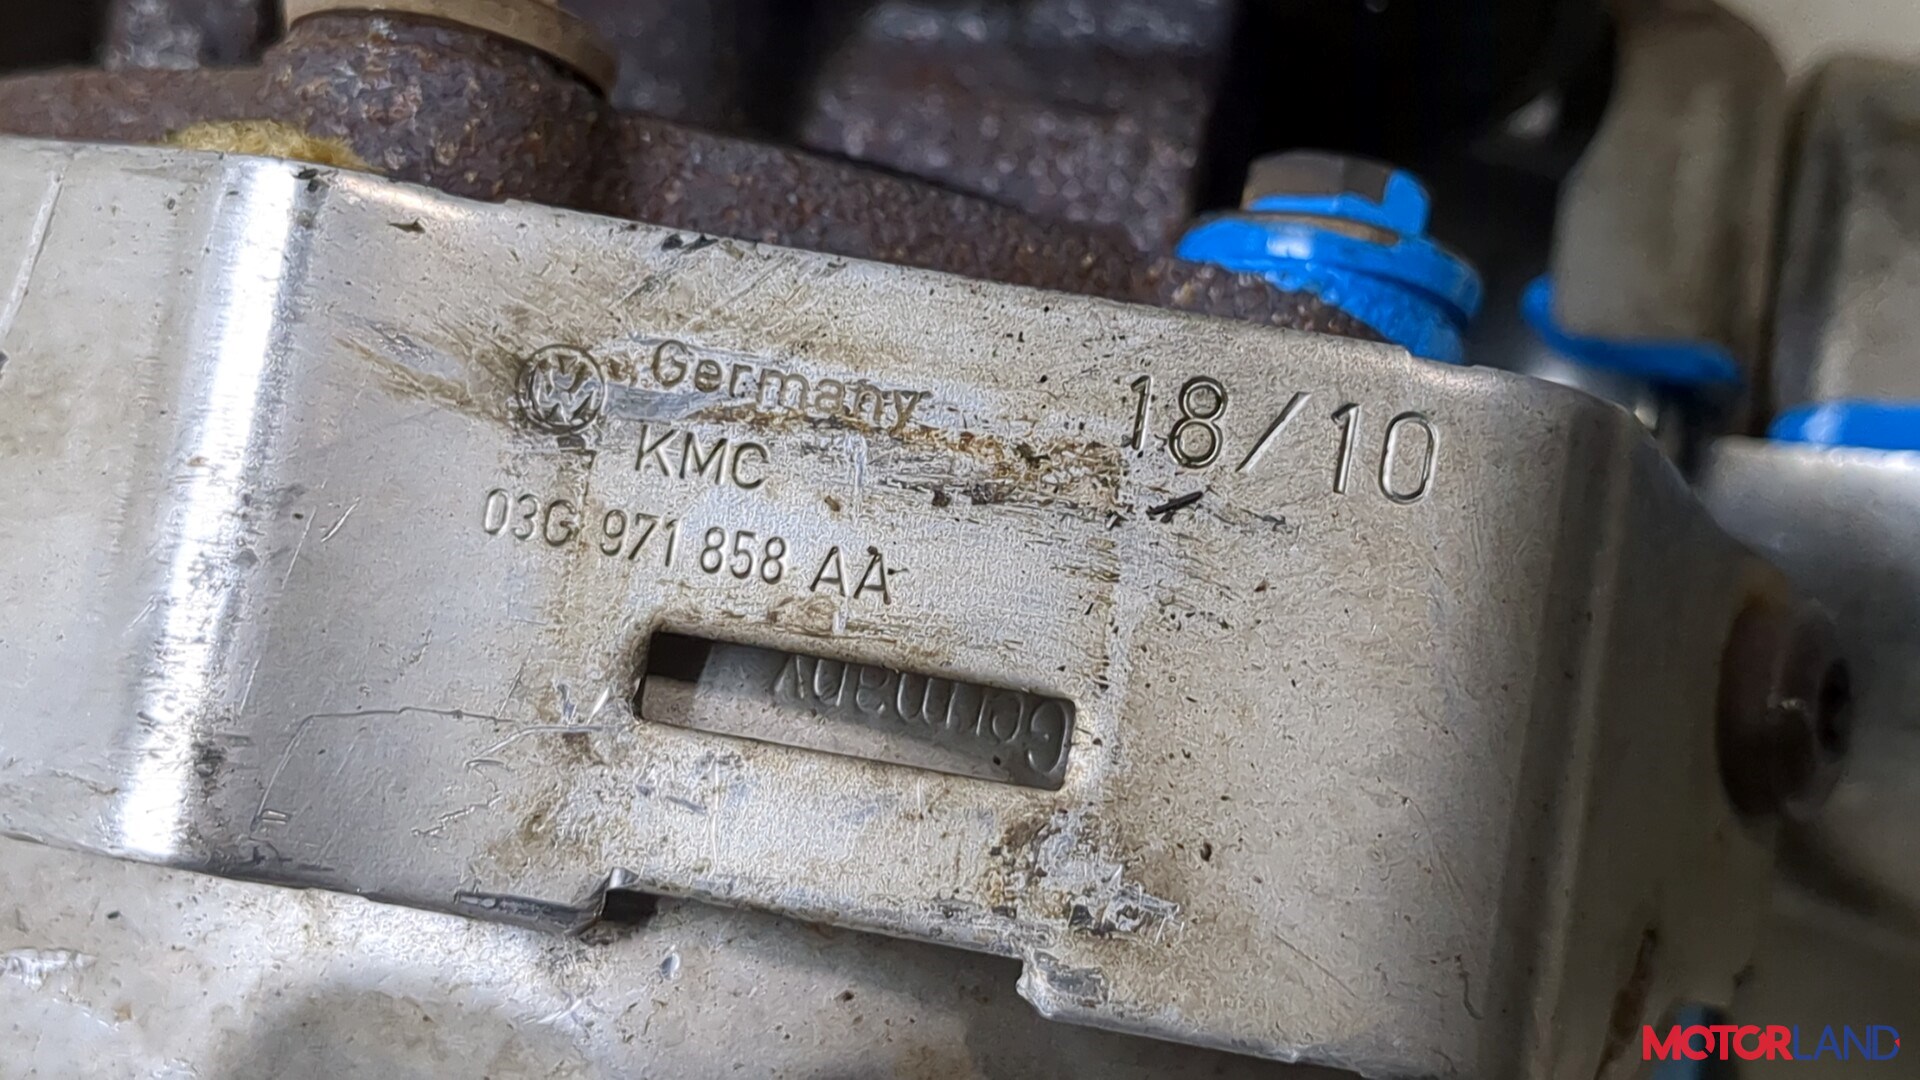 Germany 18/10
KMC
03G 971 858 AA
Germany
MOTORLAND